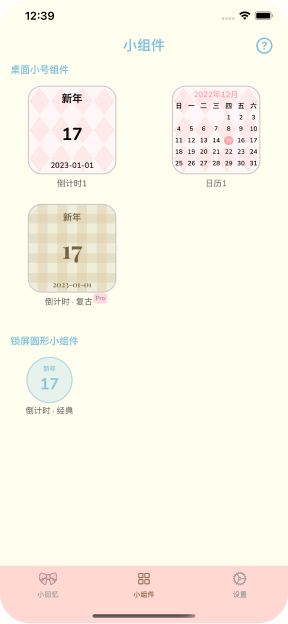 12:39
小组件
?
桌面小号组件
新年
17
2023-01-01
倒计时1
2022年12月
日 一 二 三 四 五 六
1 2 3
4 5 6 7 8 9 10
11 12 13 14 15 16 17
18 19 20 21 22 23 24
25 26 27 28 29 30 31
日历1
新年
17
2023-01-01
倒计时 · 复古 Pro
锁屏圆形小组件
新年
17
倒计时 · 经典
小回忆
小组件
设置